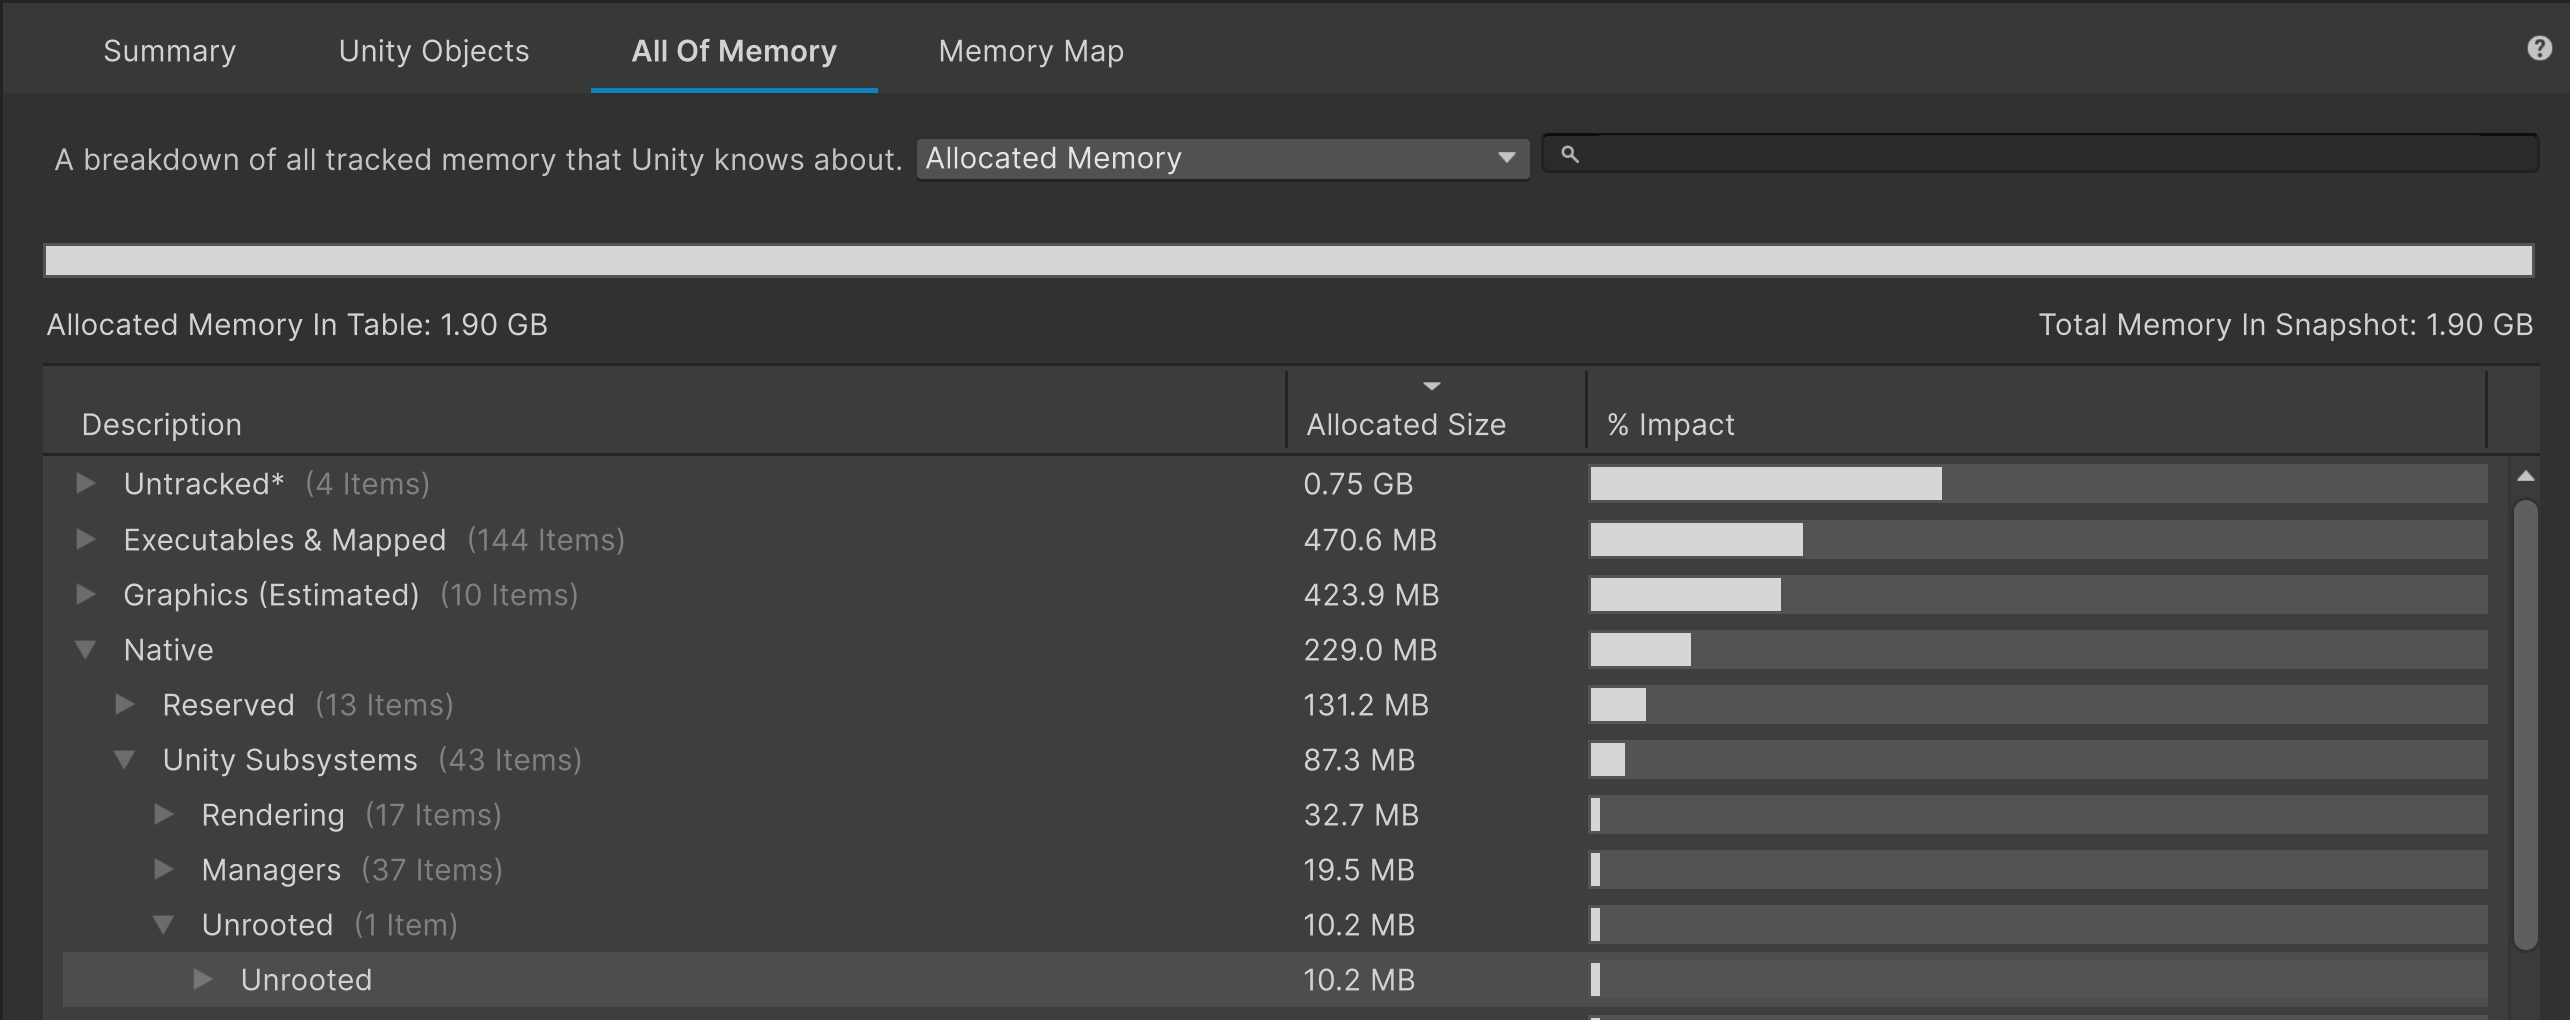 Summary Unity Objects All Of Memory Memory Map
A breakdown of all tracked memory that Unity knows about. Allocated Memory
Allocated Memory In Table: 1.90 GB Total Memory In Snapshot: 1.90 GB
Description Allocated Size % Impact
Untracked* (4 Items) 0.75 GB
Executables & Mapped (144 Items) 470.6 MB
Graphics (Estimated) (10 Items) 423.9 MB
Native 229.0 MB
Reserved (13 Items) 131.2 MB
Unity Subsystems (43 Items) 87.3 MB
Rendering (17 Items) 32.7 MB
Managers (37 Items) 19.5 MB
Unrooted (1 Item) 10.2 MB
Unrooted 10.2 MB